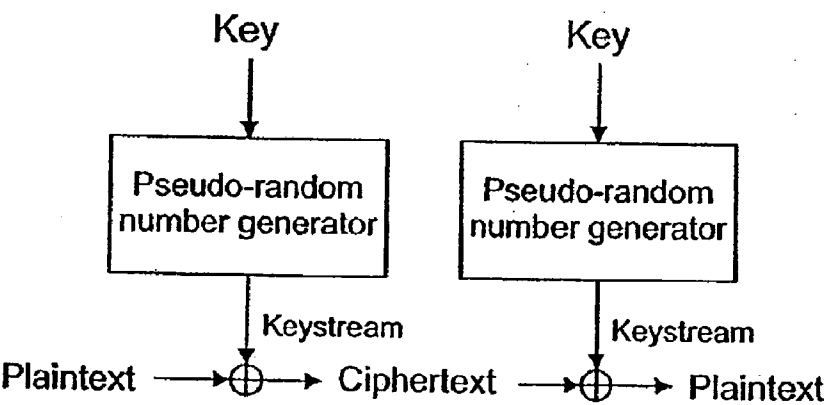 Key
Key
Pseudo-random
number generator
Pseudo-random
number generator
Keystream
Keystream
Plaintext
Ciphertext
Plaintext